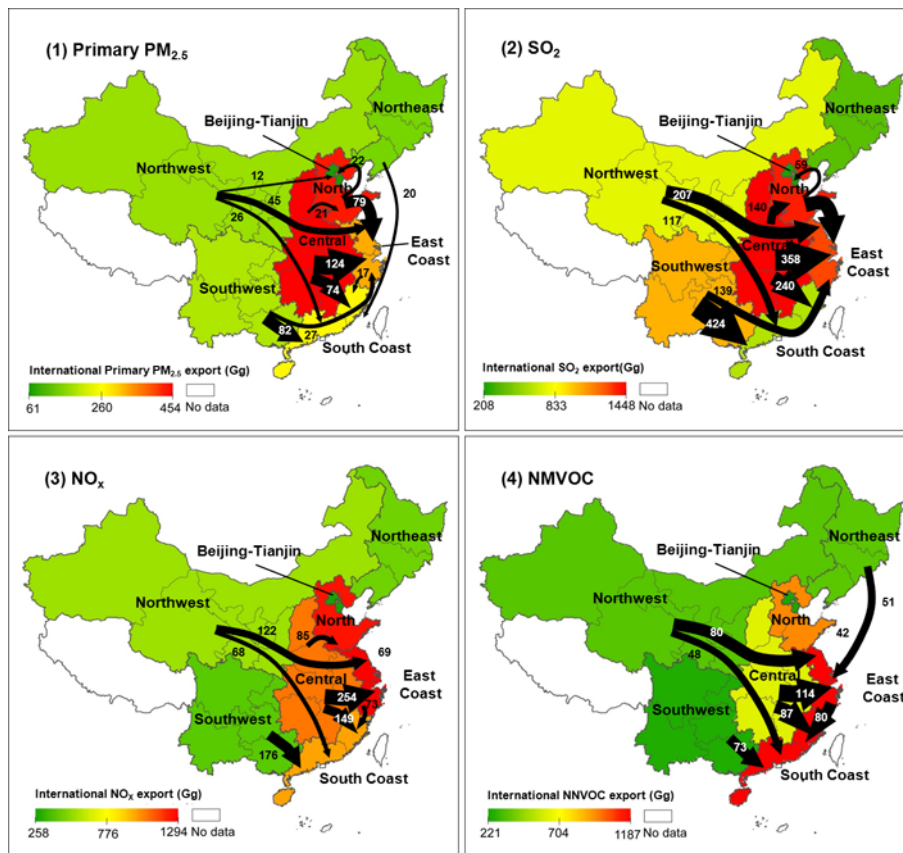 (1) Primary PM2.5
Northeast
Beijing-Tianjin
Northwest
22
12
North
20
45
79
26
21
Central
East
Coast
124
17
74
Southwest
82
27
South Coast
International Primary PM2.5 export (Gg)
61
260
454
No data
(2) SO2
Northeast
Beijing-Tianjin
59
Northwest
North
207
140
117
Central
East
Coast
358
Southwest
139
240
424
South Coast
International SO2 export(Gg)
208
833
1448
No data
(3) NOx
Northeast
Beijing-Tianjin
Northwest
North
122
85
68
69
Central
East
Coast
254
73
149
Southwest
176
South Coast
International NOX export (Gg)
258
776
1294
No data
(4) NMVOC
Northeast
Beijing-Tianjin
51
Northwest
North
80
42
48
Central
East
Coast
114
87
80
Southwest
73
South Coast
International NNVOC export (Gg)
221
704
1187
No data